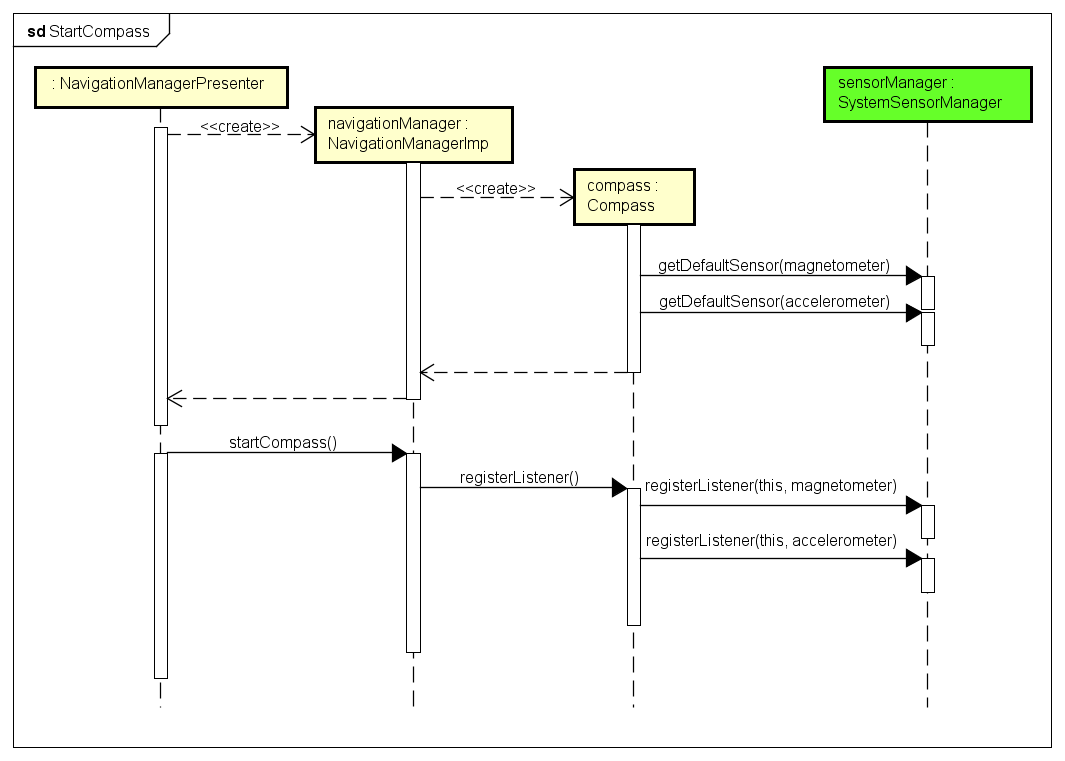 sd StartCompass
: NavigationManagerPresenter
sensorManager :
SystemSensorManager
<<create>>
navigationManager :
NavigationManagerImp
<<create>>
compass :
Compass
getDefaultSensor(magnetometer)
getDefaultSensor(accelerometer)
startCompass()
registerListener()
registerListener(this, magnetometer)
registerListener(this, accelerometer)